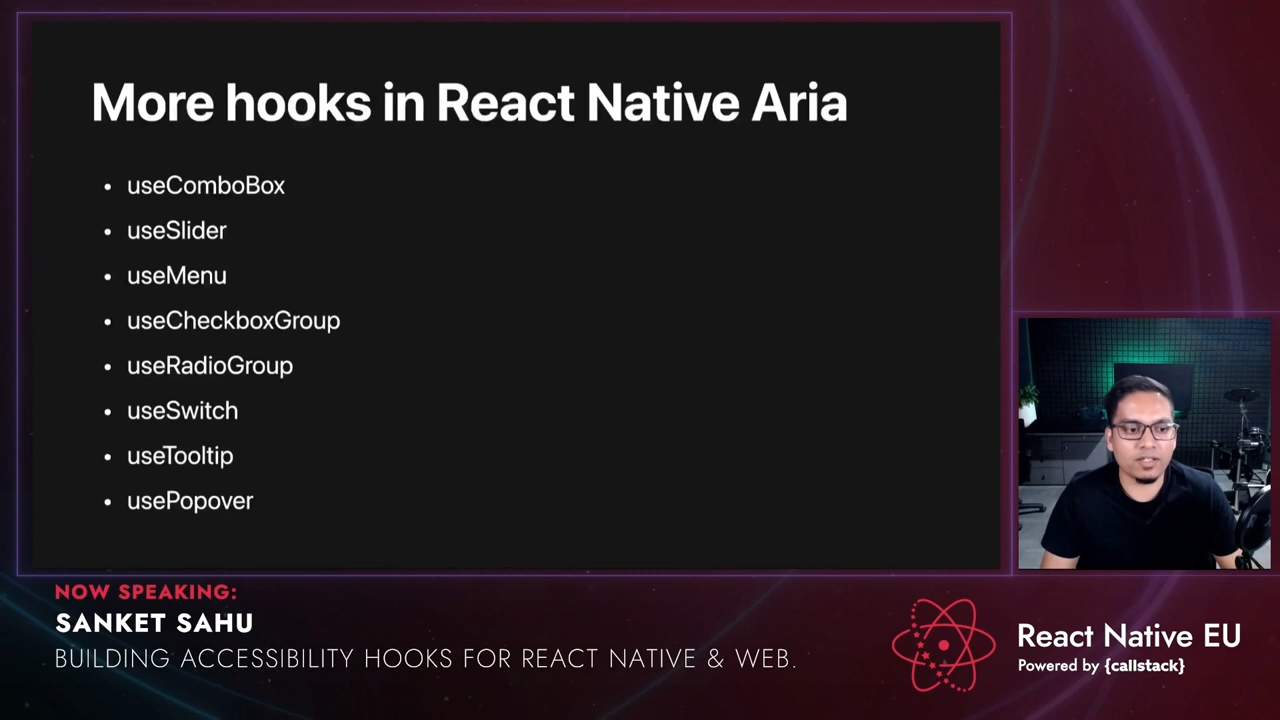 More hooks in React Native Aria
• useComboBox
• useSlider
• useMenu
• useCheckboxGroup
• useRadioGroup
• useSwitch
• useTooltip
• usePopover
NOW SPEAKING:
SANKET SAHU
BUILDING ACCESSIBILITY HOOKS FOR REACT NATIVE & WEB.
React Native EU
Powered by {callstack}